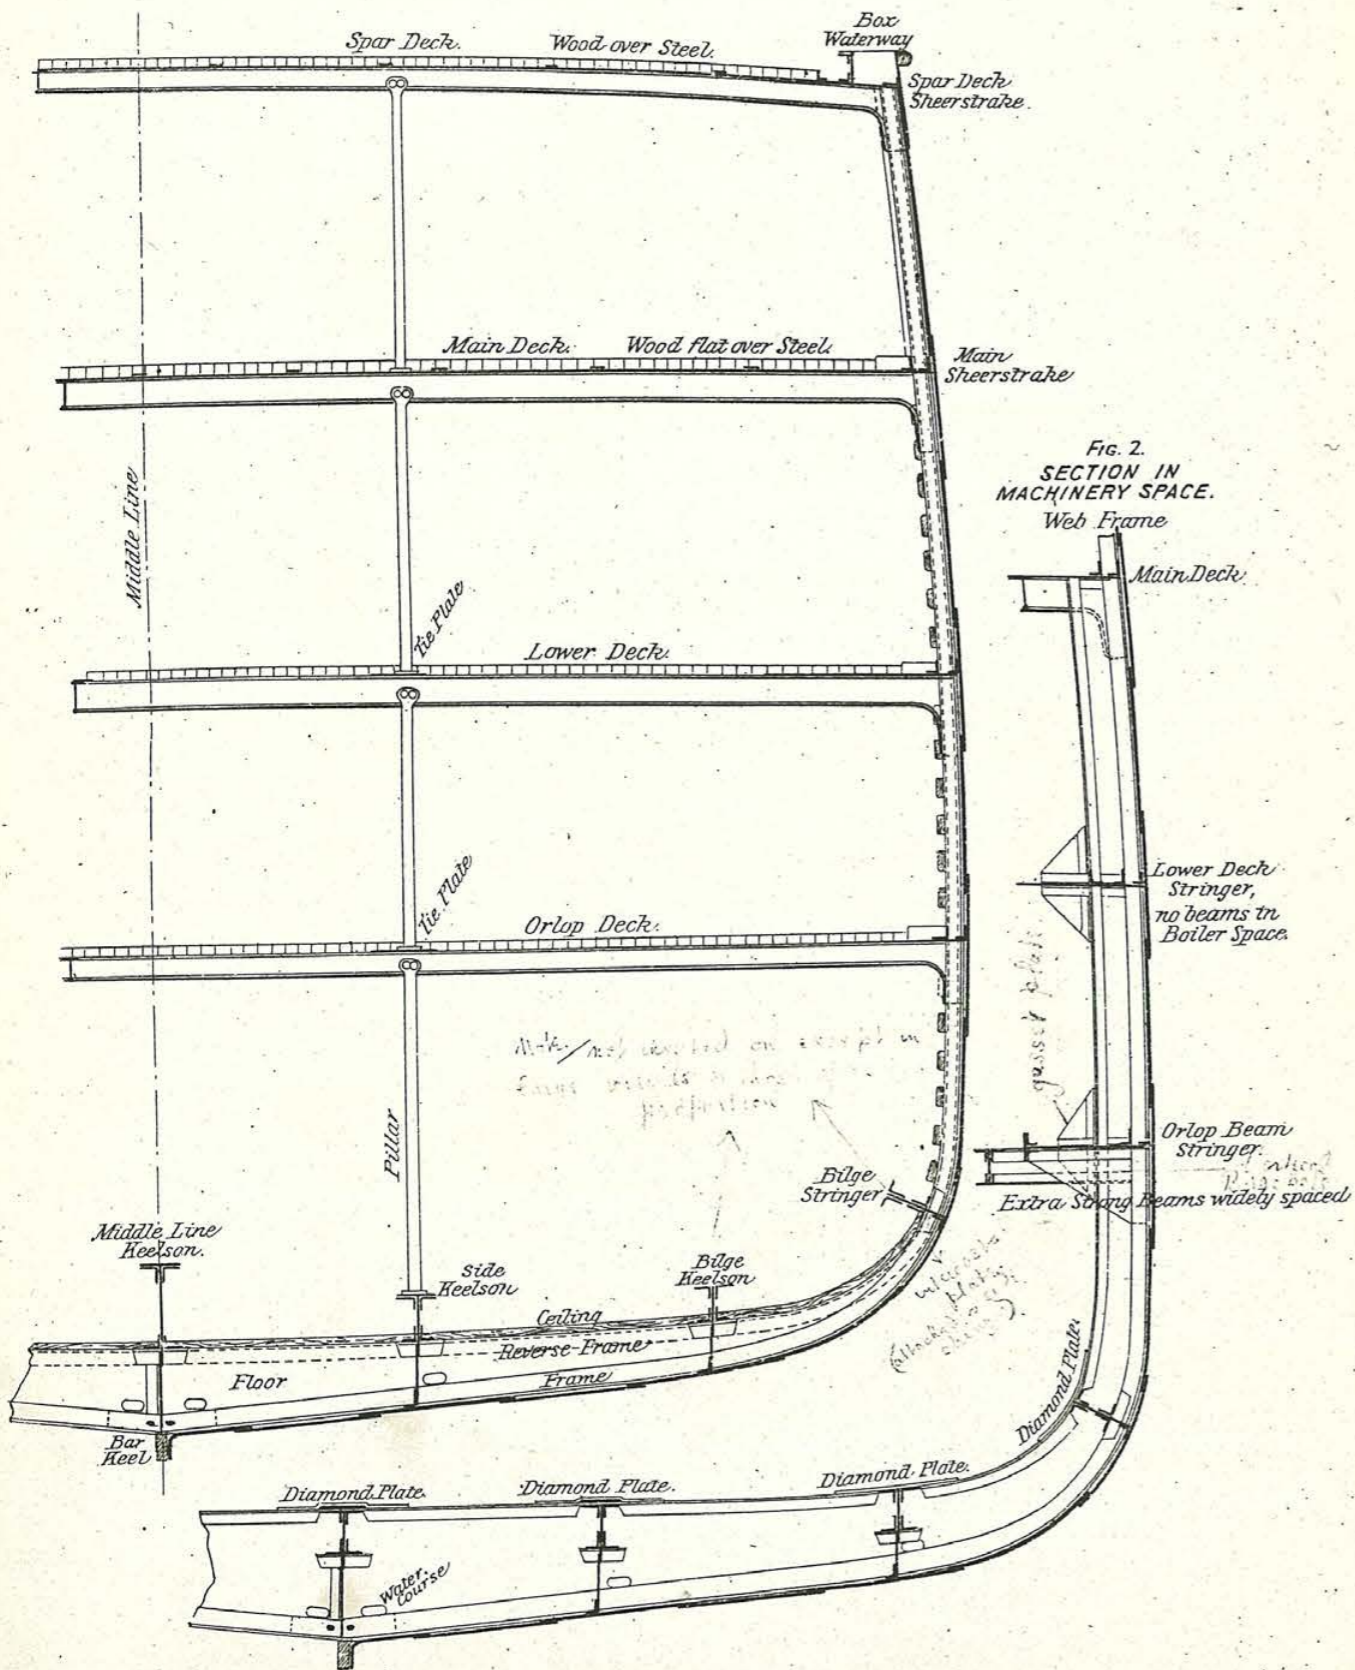 Box
Waterway
Spar Deck. Wood over Steel.
Spar Deck
Sheerstrake.
Main Deck. Wood flat over Steel.
Main
Sheerstrake
Middle Line
Tie Plate
Lower Deck.
Tie Plate
Orlop Deck.
Pillar
except in
Bilge
Stringer
Middle Line
Keelson.
Side
Keelson
Bilge
Keelson
Ceiling
Reverse-Frame
Floor
Frame
Bar
Keel
FIG. 2.
SECTION IN
MACHINERY SPACE.
Web Frame
Main Deck.
Lower Deck
Stringer,
no beams in
Boiler Space.
gusset plate
Orlop Beam
Stringer.
Extra Strong Beams widely spaced
Diamond Plate.
Diamond Plate.
Diamond Plate.
Diamond Plate.
Water-
course